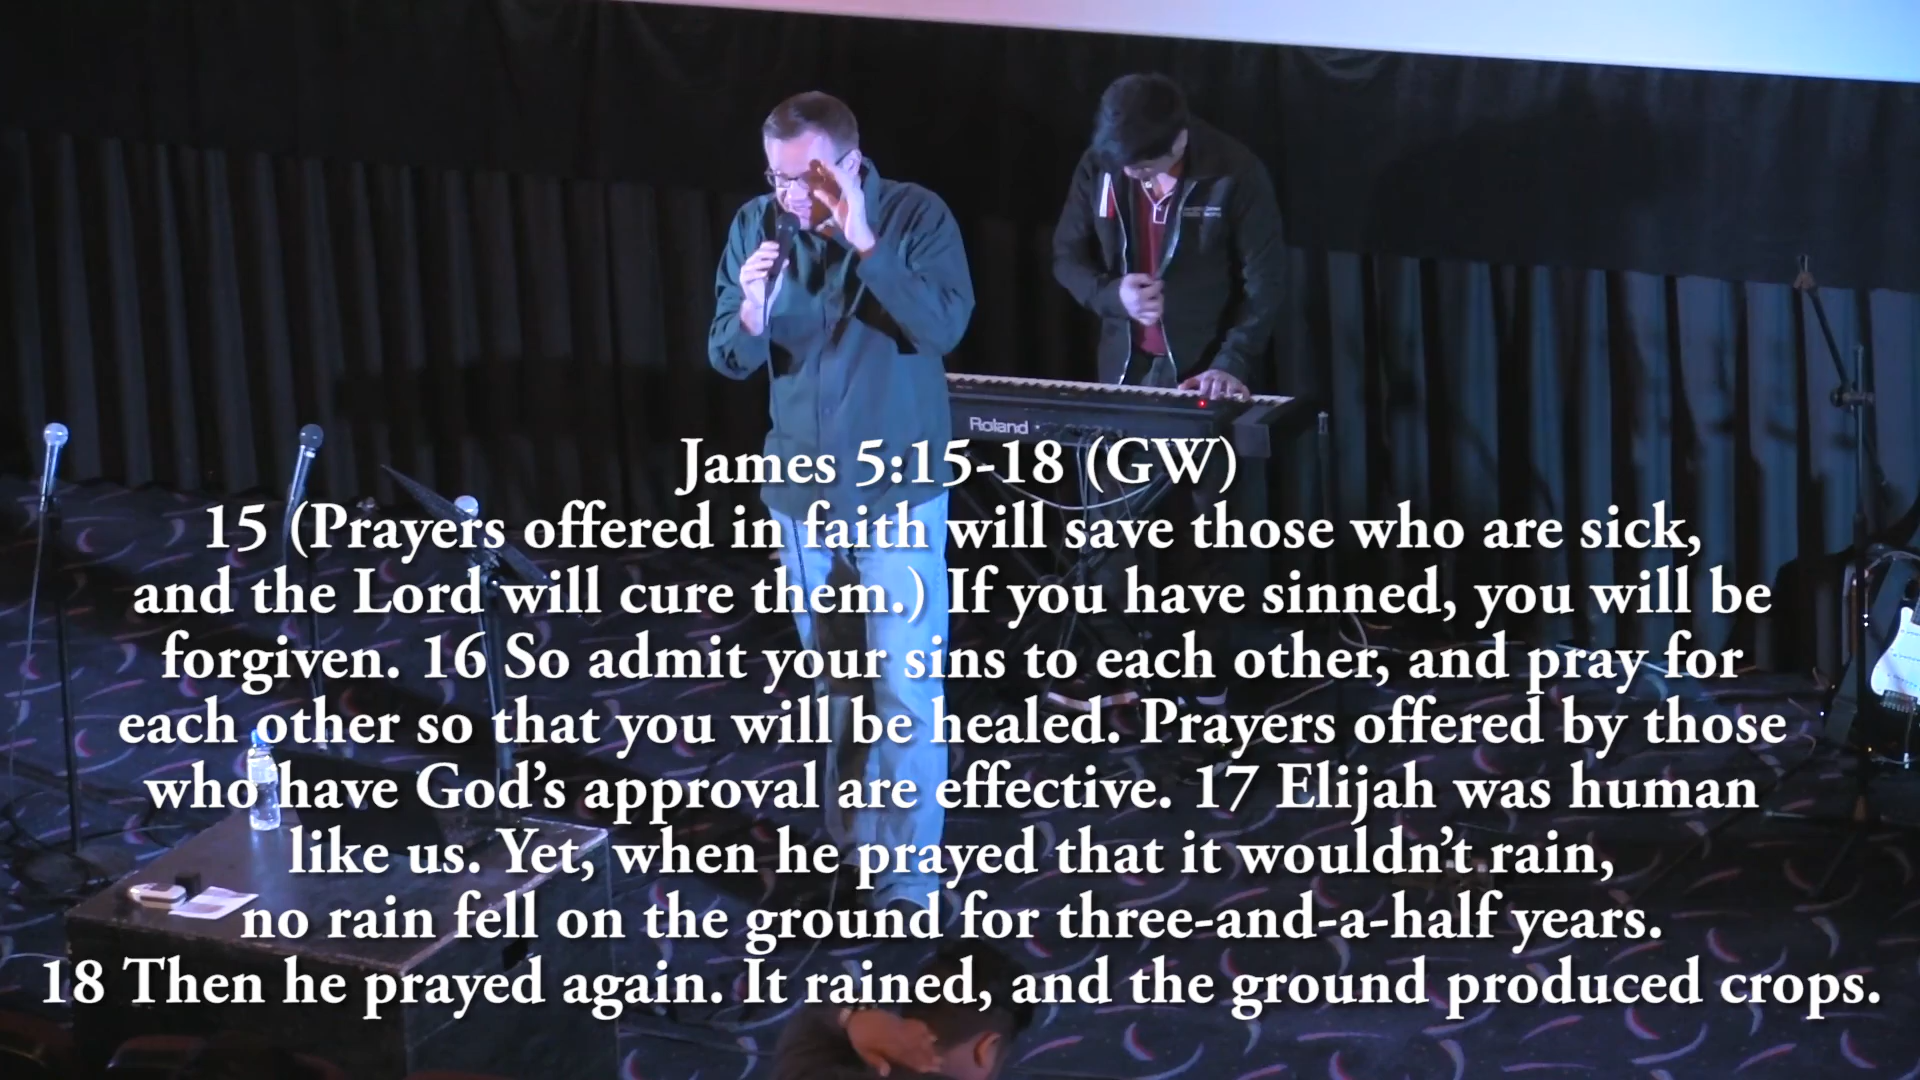 Roland
James 5:15-18 (GW)
15 (Prayers offered in faith will save those who are sick,
and the Lord will cure them.) If you have sinned, you will be
forgiven. 16 So admit your sins to each other, and pray for
each other so that you will be healed. Prayers offered by those
who have God’s approval are effective. 17 Elijah was human
like us. Yet, when he prayed that it wouldn’t rain,
no rain fell on the ground for three-and-a-half years.
18 Then he prayed again. It rained, and the ground produced crops.